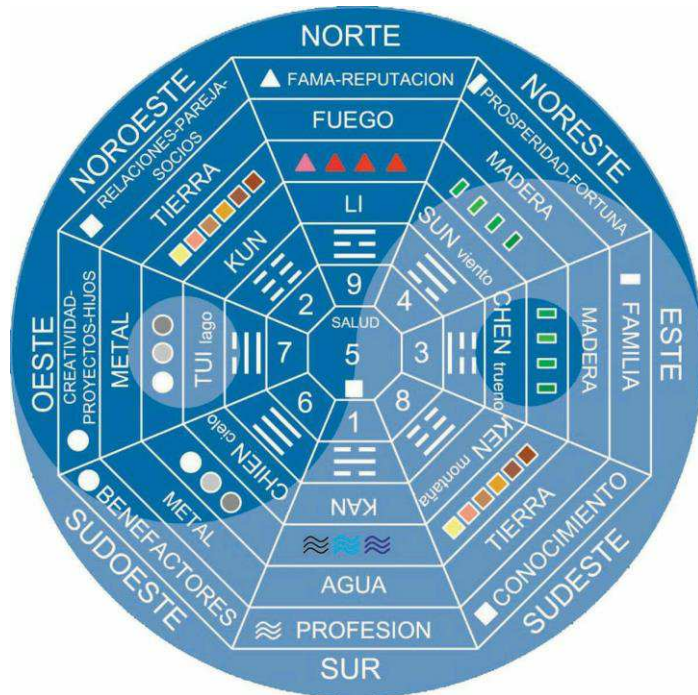 NORTE
FAMA-REPUTACION
FUEGO
LI
9
NORESTE
PROSPERIDAD-FORTUNA
MADERA
SUN viento
4
ESTE
FAMILIA
MADERA
CHEN trueno
3
SUDESTE
CONOCIMIENTO
TIERRA
KEN montaña
8
SUR
PROFESION
AGUA
KAN
1
SUDOESTE
BENEFACTORES
METAL
CHIEN cielo
6
OESTE
CREATIVIDAD-
PROYECTOS-HIJOS
METAL
TUI lago
7
NOROESTE
RELACIONES-PAREJA-
SOCIOS
TIERRA
KUN
2
SALUD
5